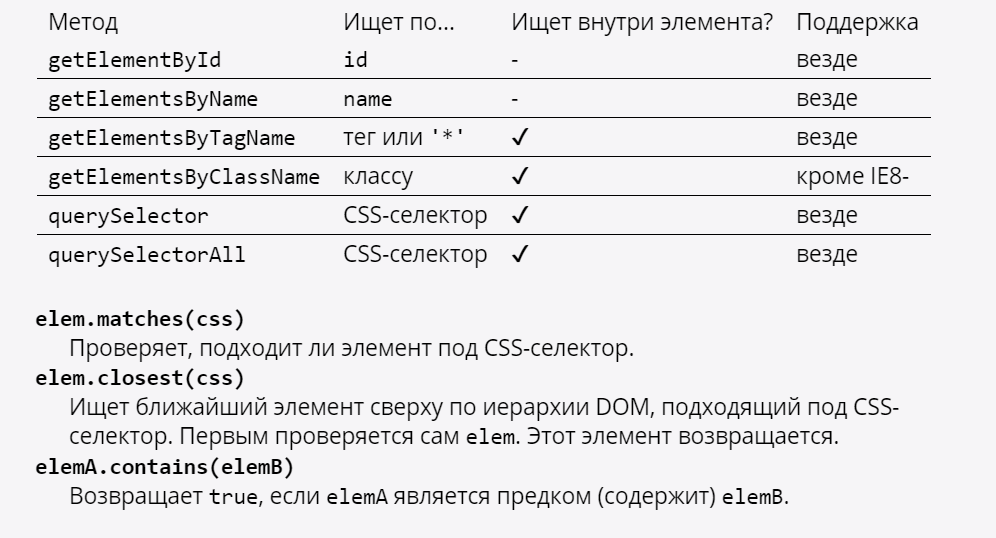 Метод Ищет по... Ищет внутри элемента? Поддержка
getElementById id - везде
getElementsByName name - везде
getElementsByTagName тег или '*' ✓ везде
getElementsByClassName классу ✓ кроме IE8-
querySelector CSS-селектор ✓ везде
querySelectorAll CSS-селектор ✓ везде
elem.matches(css)
Проверяет, подходит ли элемент под CSS-селектор.
elem.closest(css)
Ищет ближайший элемент сверху по иерархии DOM, подходящий под CSS-
селектор. Первым проверяется сам elem. Этот элемент возвращается.
elemA.contains(elemB)
Возвращает true, если elemA является предком (содержит) elemB.